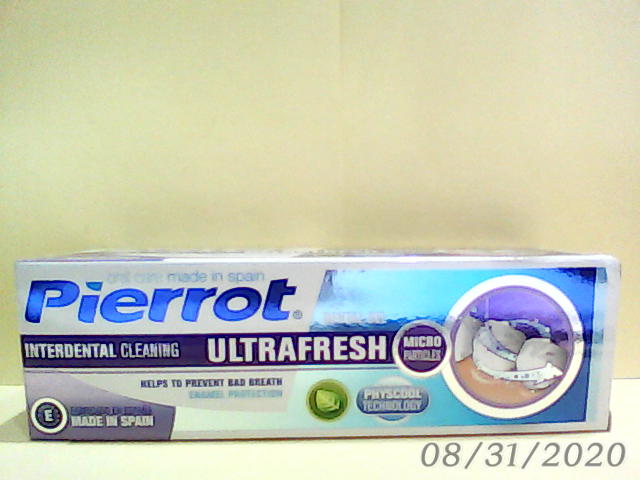 oral care made in spain
Pierrot®
INTERDENTAL CLEANING
ULTRAFRESH
MICRO
PARTICLES
HELPS TO PREVENT BAD BREATH
ENAMEL PROTECTION
PHYSCOOL
TECHNOLOGY
E
MADE IN SPAIN
08/31/2020